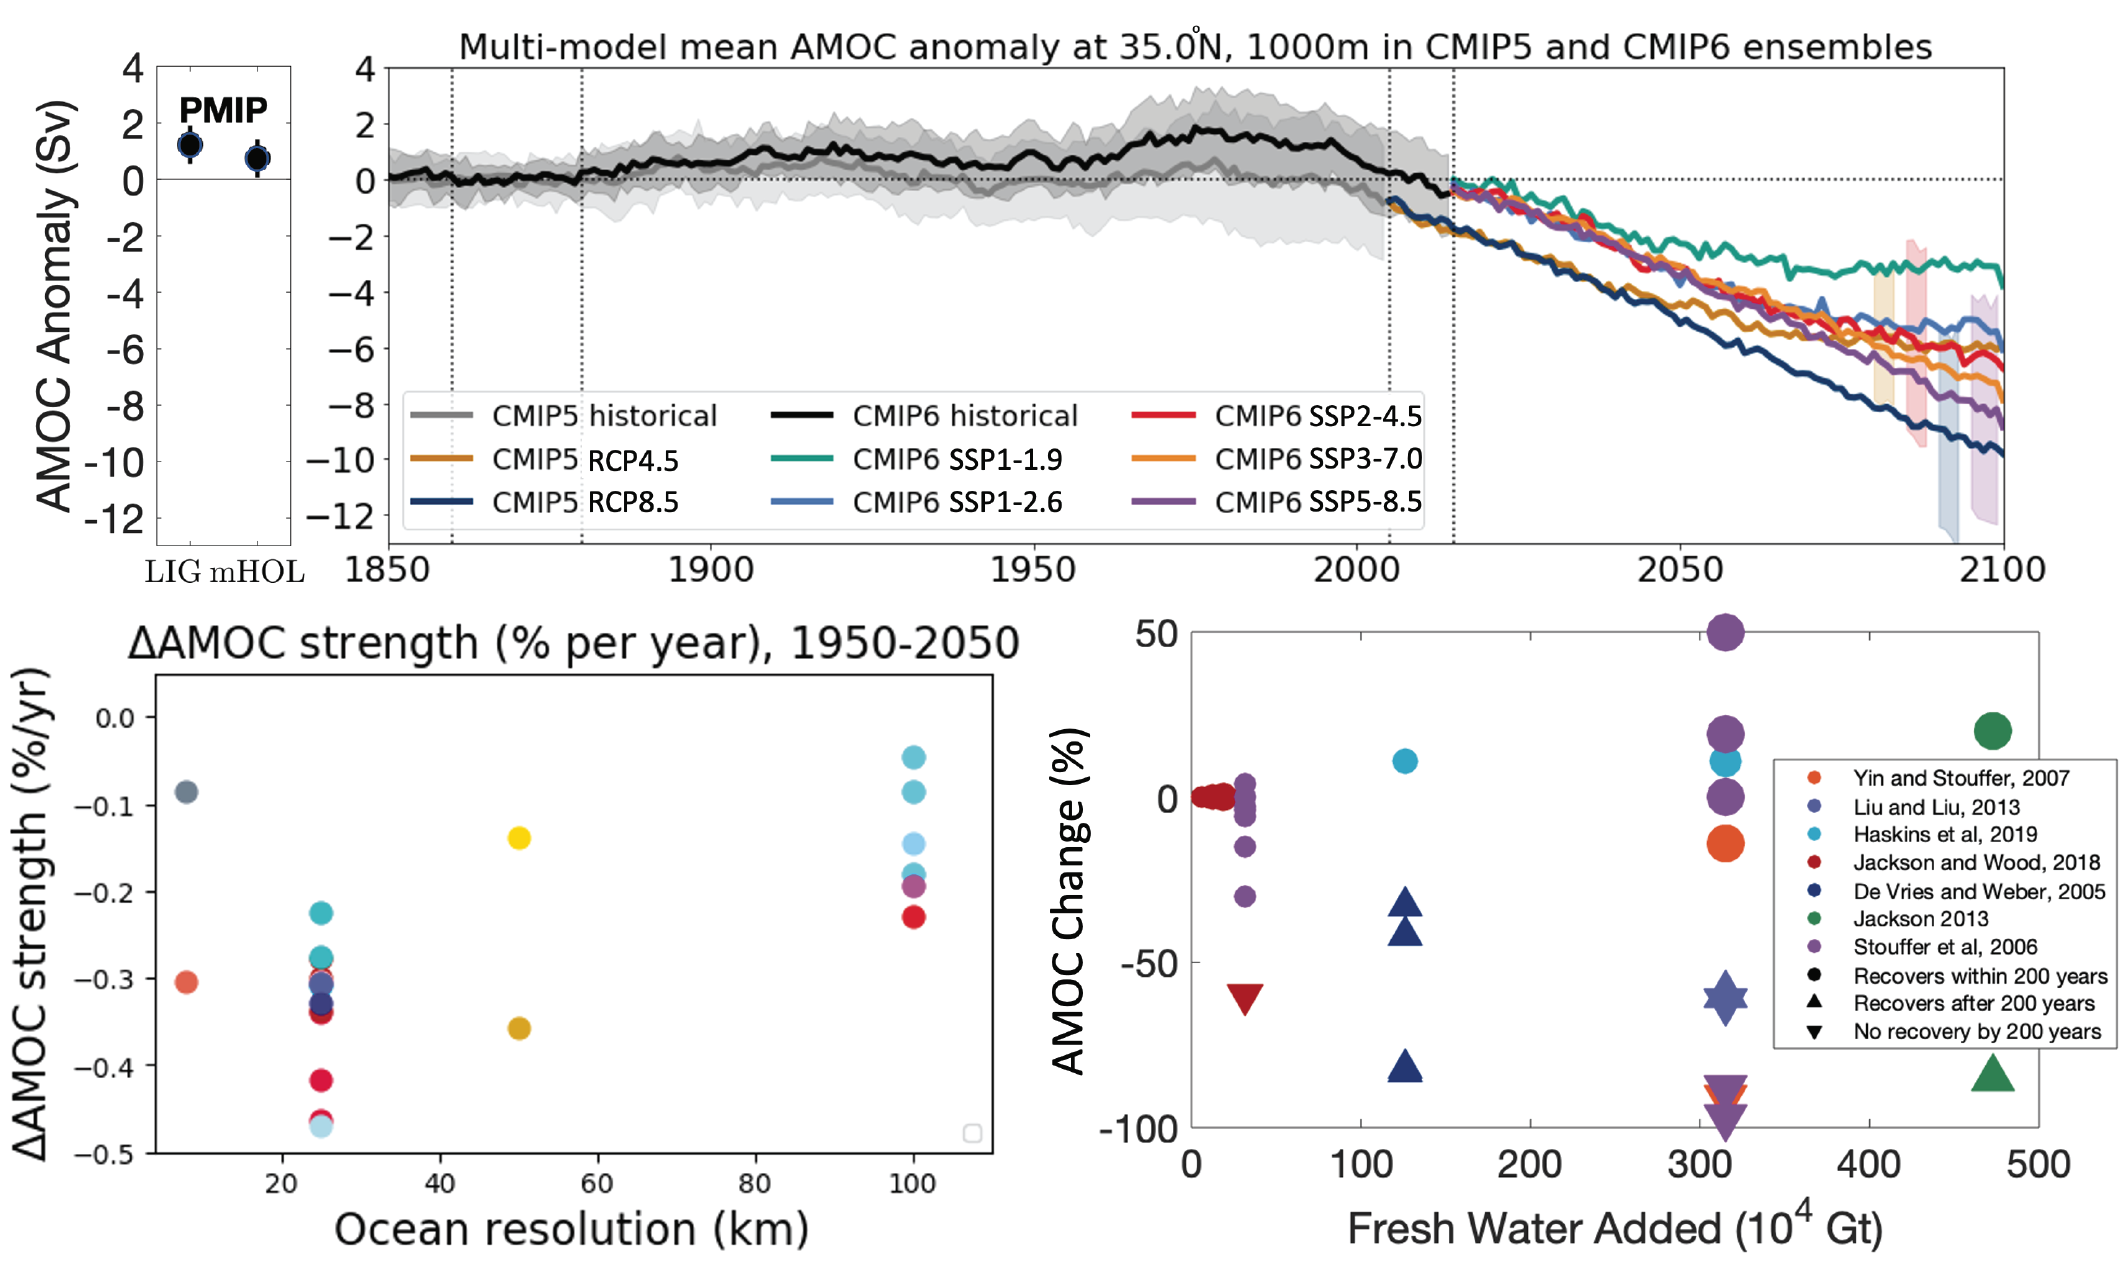 Multi-model mean AMOC anomaly at 35.0°N, 1000m in CMIP5 and CMIP6 ensembles
AMOC Anomaly (Sv)
4
2
0
-2
-4
-6
-8
-10
-12
PMIP
LIG mHOL
4
2
0
−2
−4
−6
−8
−10
−12
CMIP5 historical
CMIP5 RCP4.5
CMIP5 RCP8.5
CMIP6 historical
CMIP6 SSP1-1.9
CMIP6 SSP1-2.6
CMIP6 SSP2-4.5
CMIP6 SSP3-7.0
CMIP6 SSP5-8.5
1850 1900 1950 2000 2050 2100
ΔAMOC strength (% per year), 1950-2050
ΔAMOC strength (%/yr)
0.0
−0.1
−0.2
−0.3
−0.4
−0.5
20 40 60 80 100
Ocean resolution (km)
AMOC Change (%)
50
0
-50
-100
Yin and Stouffer, 2007
Liu and Liu, 2013
Haskins et al, 2019
Jackson and Wood, 2018
De Vries and Weber, 2005
Jackson 2013
Stouffer et al, 2006
Recovers within 200 years
Recovers after 200 years
No recovery by 200 years
0 100 200 300 400 500
Fresh Water Added (10⁴ Gt)